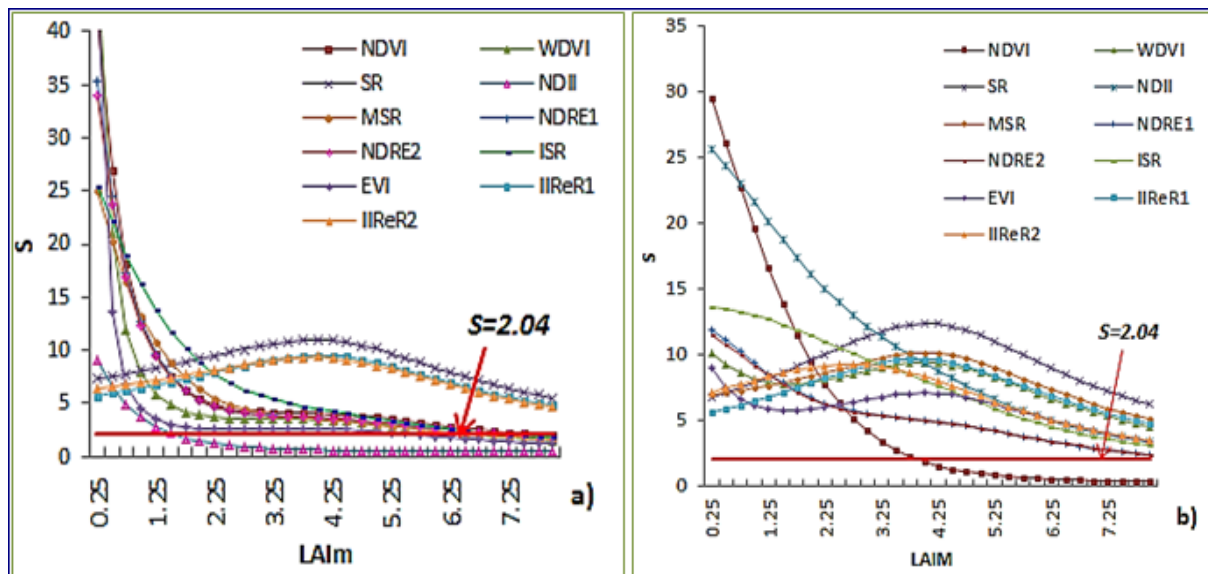 40
35
30
25
20
15
10
5
0
S
NDVI
WDVI
SR
NDII
MSR
NDRE1
NDRE2
ISR
EVI
IIReR1
IIReR2
S=2.04
0.25
1.25
2.25
3.25
4.25
5.25
6.25
7.25
a)
LAIm
35
30
25
20
15
10
5
0
s
NDVI
WDVI
SR
NDII
MSR
NDRE1
NDRE2
ISR
EVI
IIReR1
IIReR2
S=2.04
0.25
1.25
2.25
3.25
4.25
5.25
6.25
7.25
b)
LAIM